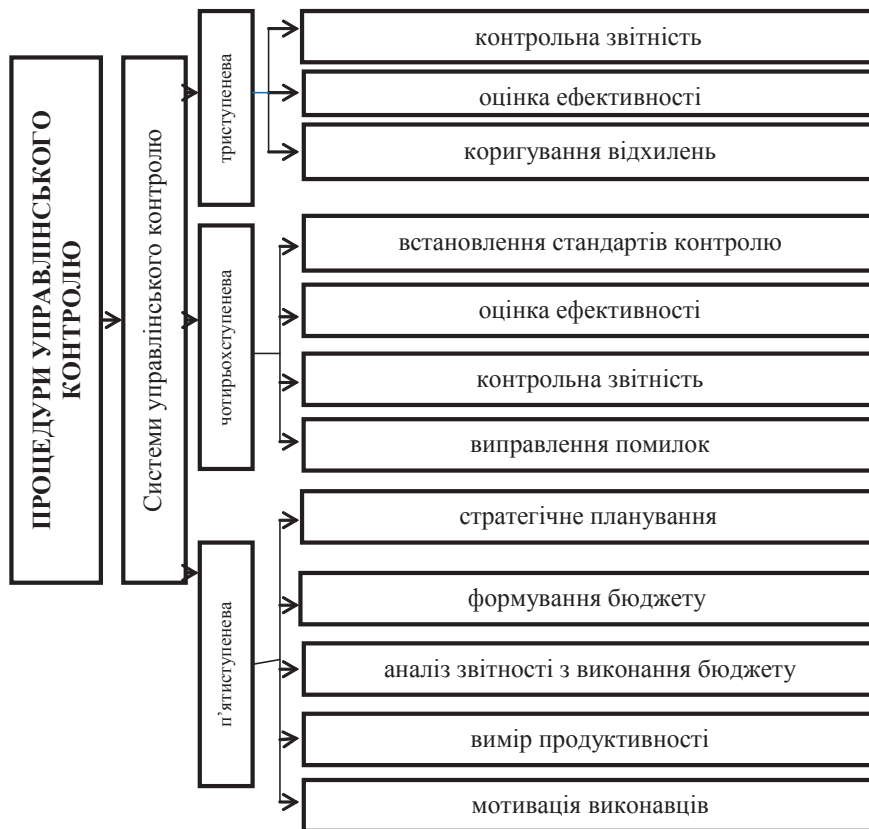 ПРОЦЕДУРИ УПРАВЛІНСЬКОГО
КОНТРОЛЮ
Системи управлінського контролю
триступенева
контрольна звітність
оцінка ефективності
коригування відхилень
чотирьохступенева
встановлення стандартів контролю
оцінка ефективності
контрольна звітність
виправлення помилок
п’ятиступенева
стратегічне планування
формування бюджету
аналіз звітності з виконання бюджету
вимір продуктивності
мотивація виконавців